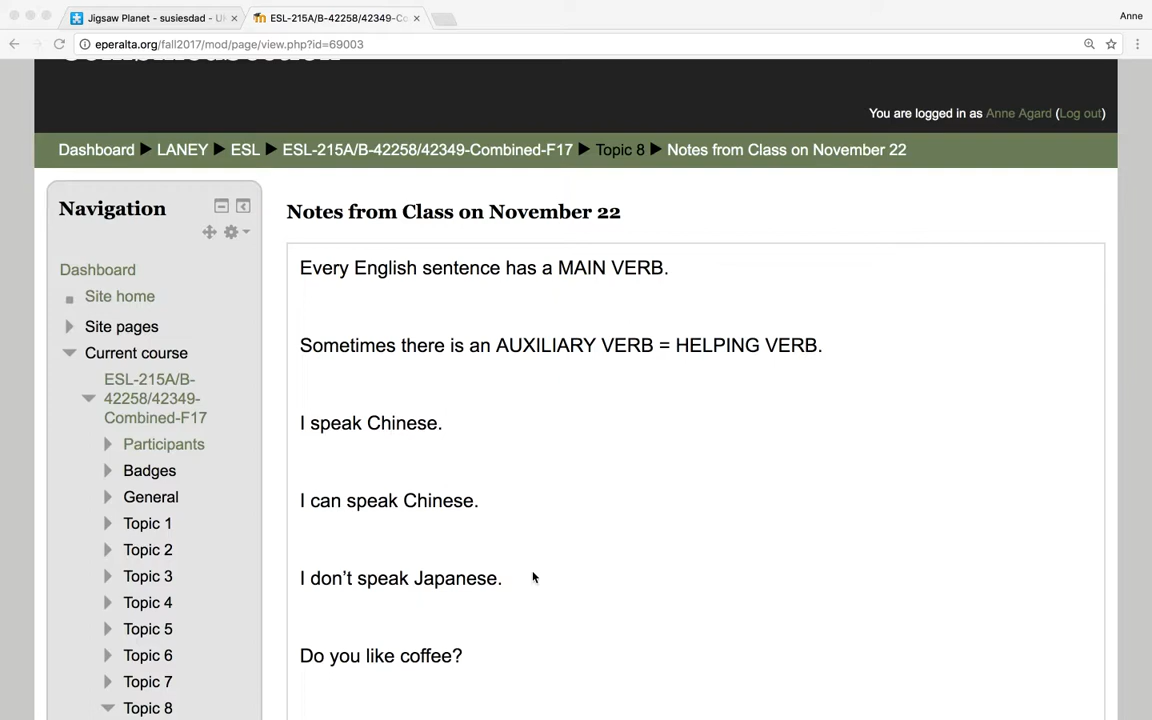 Jigsaw Planet - susiesdad - U
ESL-215A/B-42258/42349-Co
Anne
eperalta.org/fall2017/mod/page/view.php?id=69003
You are logged in as Anne Agard (Log out)
Dashboard LANEY ESL ESL-215A/B-42258/42349-Combined-F17 Topic 8 Notes from Class on November 22
Navigation
Dashboard
Site home
Site pages
Current course
ESL-215A/B-
42258/42349-
Combined-F17
Participants
Badges
General
Topic 1
Topic 2
Topic 3
Topic 4
Topic 5
Topic 6
Topic 7
Topic 8
Notes from Class on November 22
Every English sentence has a MAIN VERB.
Sometimes there is an AUXILIARY VERB = HELPING VERB.
I speak Chinese.
I can speak Chinese.
I don’t speak Japanese.
Do you like coffee?